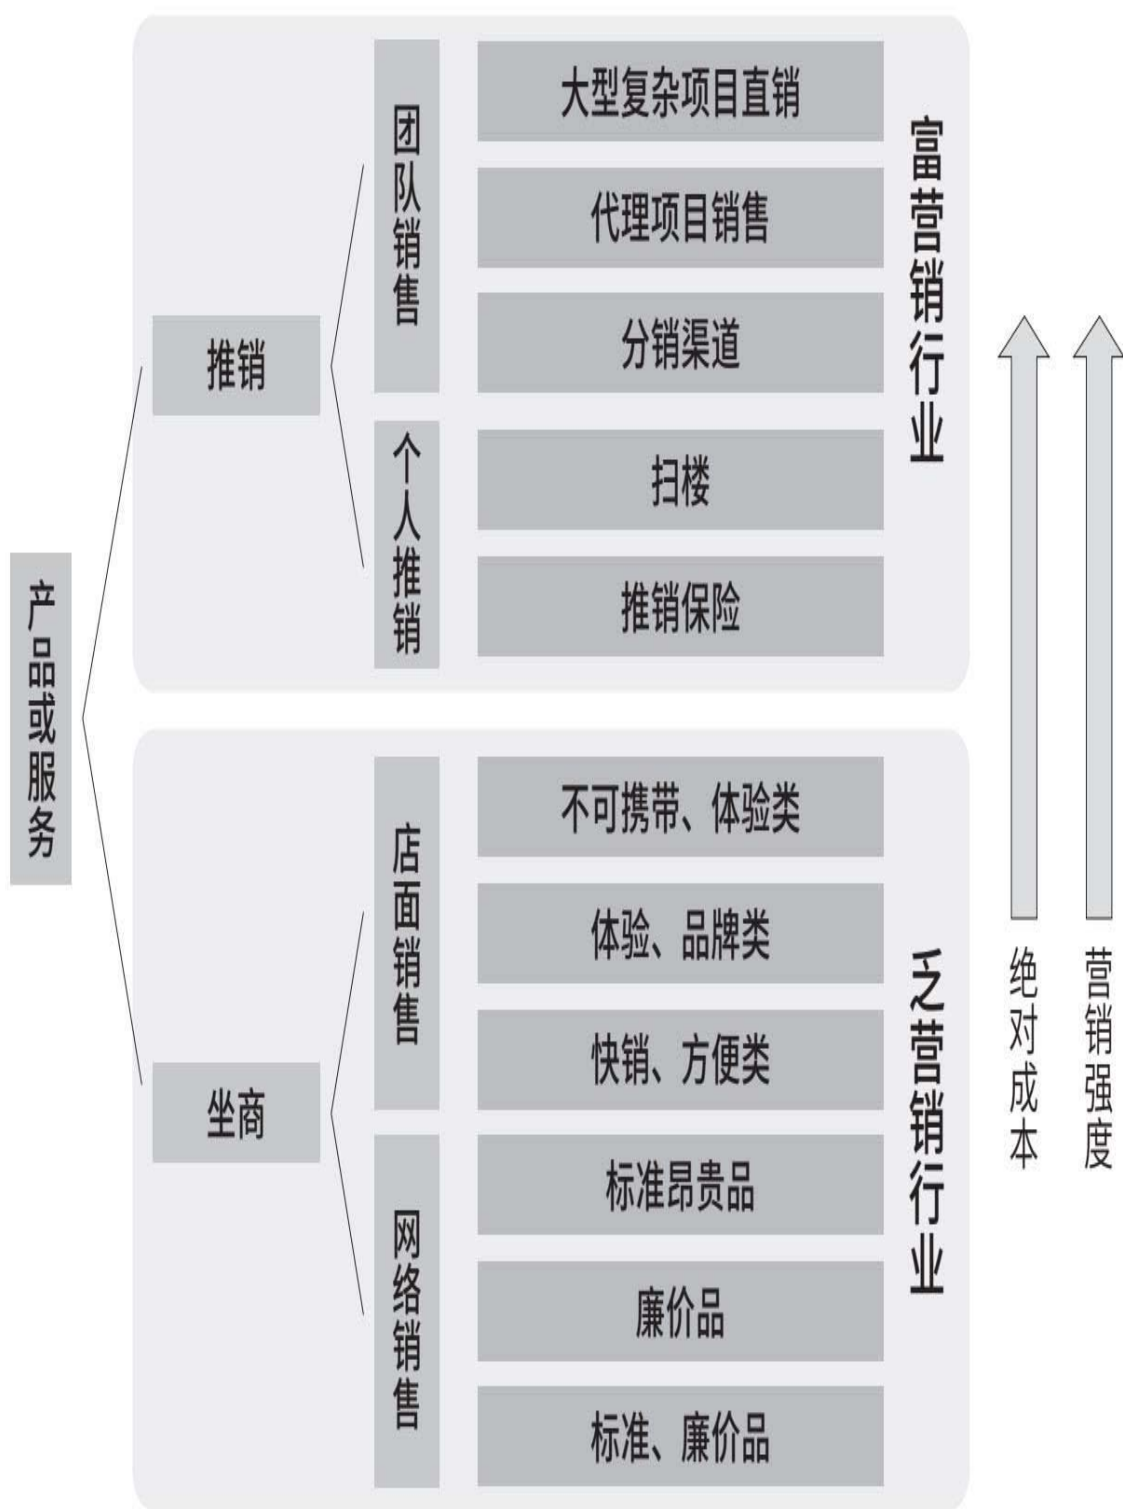 产品或服务
推销
团队销售
大型复杂项目直销
代理项目销售
分销渠道
个人推销
扫楼
推销保险
富营销行业
坐商
店面销售
不可携带、体验类
体验、品牌类
快销、方便类
网络销售
标准昂贵品
廉价品
标准、廉价品
乏营销行业
绝对成本
营销强度